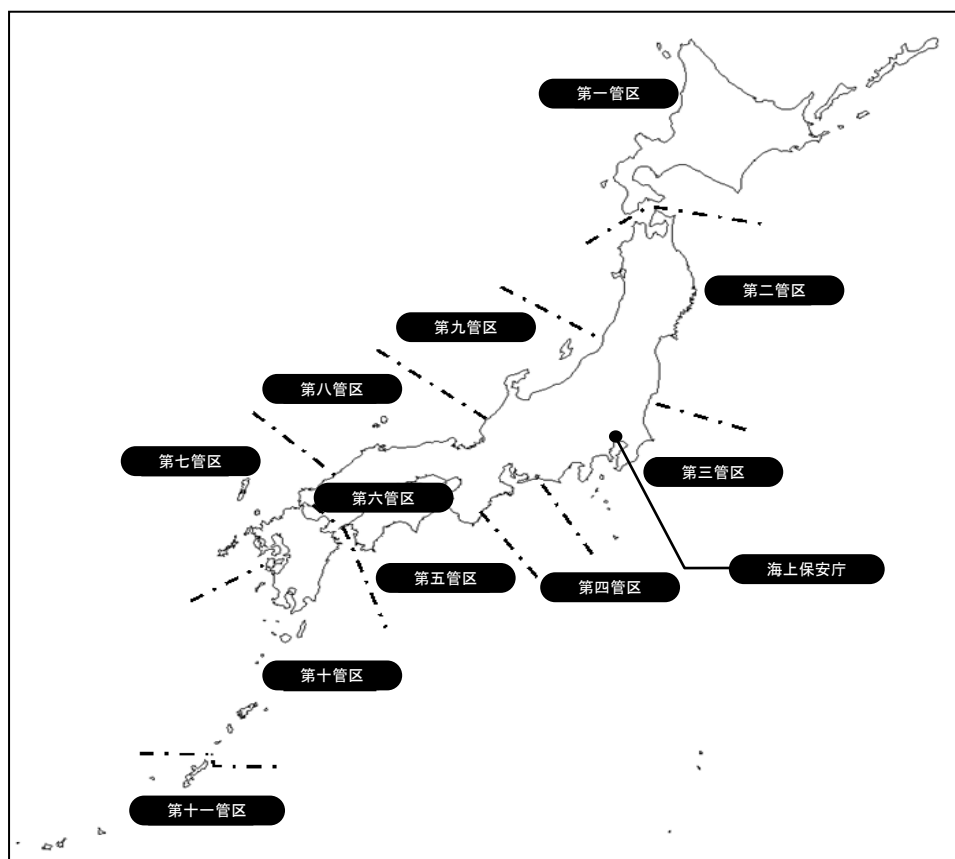 第一管区
第二管区
第九管区
第八管区
第七管区
第三管区
第六管区
海上保安庁
第五管区
第四管区
第十管区
第十一管区